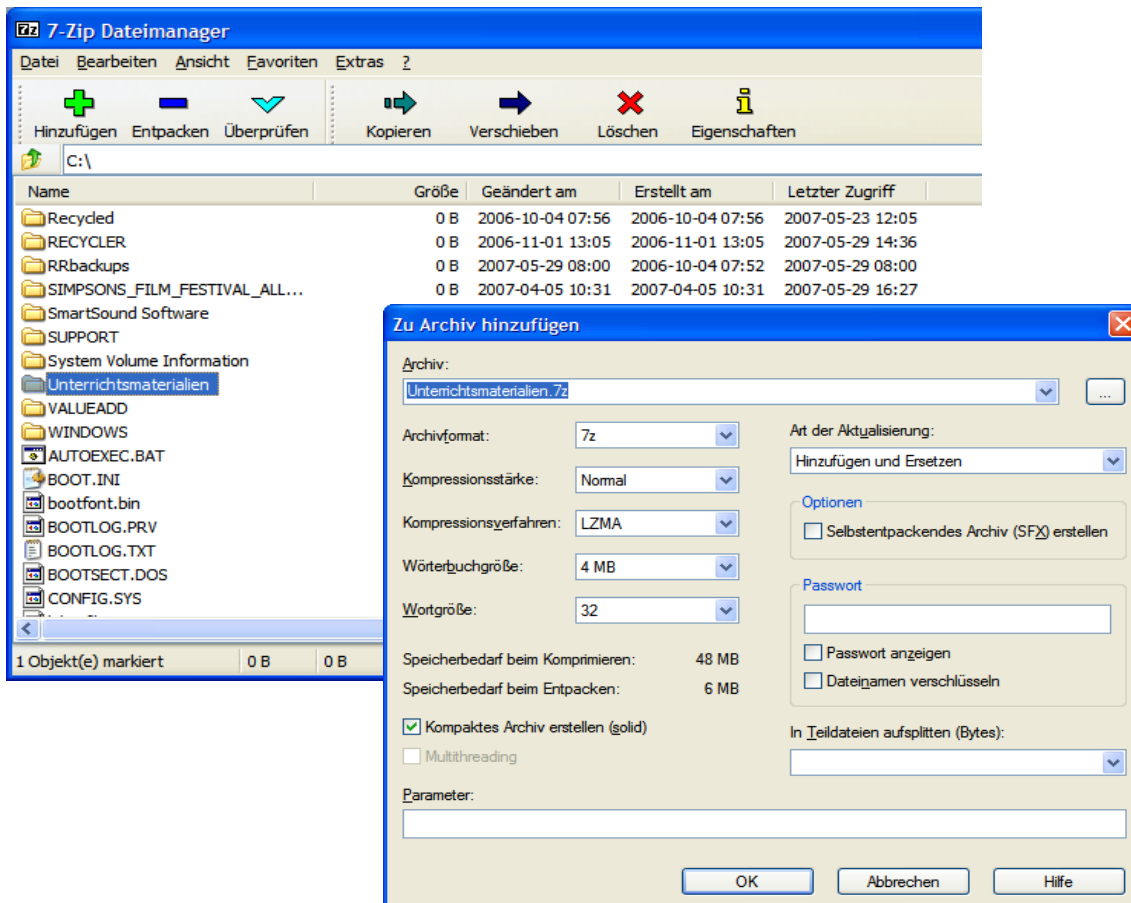 7-Zip Dateimanager
Datei Bearbeiten Ansicht Favoriten Extras ?
Hinzufügen Entpacken Überprüfen Kopieren Verschieben Löschen Eigenschaften
C:\
Name Größe Geändert am Erstellt am Letzter Zugriff
Recycled 0 B 2006-10-04 07:56 2006-10-04 07:56 2007-05-23 12:05
RECYCLER 0 B 2006-11-01 13:05 2006-11-01 13:05 2007-05-29 14:36
RRbackups 0 B 2007-05-29 08:00 2006-10-04 07:52 2007-05-29 08:00
SIMPSONS_FILM_FESTIVAL_ALL... 0 B 2007-04-05 10:31 2007-04-05 10:31 2007-05-29 16:27
SmartSound Software
SUPPORT
System Volume Information
Unterrichtsmaterialien
VALUEADD
WINDOWS
AUTOEXEC.BAT
BOOT.INI
bootfont.bin
BOOTLOG.PRV
BOOTLOG.TXT
BOOTSECT.DOS
CONFIG.SYS
1 Objekt(e) markiert 0 B 0 B
Zu Archiv hinzufügen
Archiv:
Unterrichtsmaterialien.7z
...
Archivformat: 7z
Kompressionsstärke: Normal
Kompressionsverfahren: LZMA
Wörterbuchgröße: 4 MB
Wortgröße: 32
Speicherbedarf beim Komprimieren: 48 MB
Speicherbedarf beim Entpacken: 6 MB
Kompaktes Archiv erstellen (solid)
Multithreading
Art der Aktualisierung:
Hinzufügen und Ersetzen
Optionen
Selbstentpackendes Archiv (SFX) erstellen
Passwort
Passwort anzeigen
Dateinamen verschlüsseln
In Teildateien aufsplitten (Bytes):
Parameter:
OK Abbrechen Hilfe